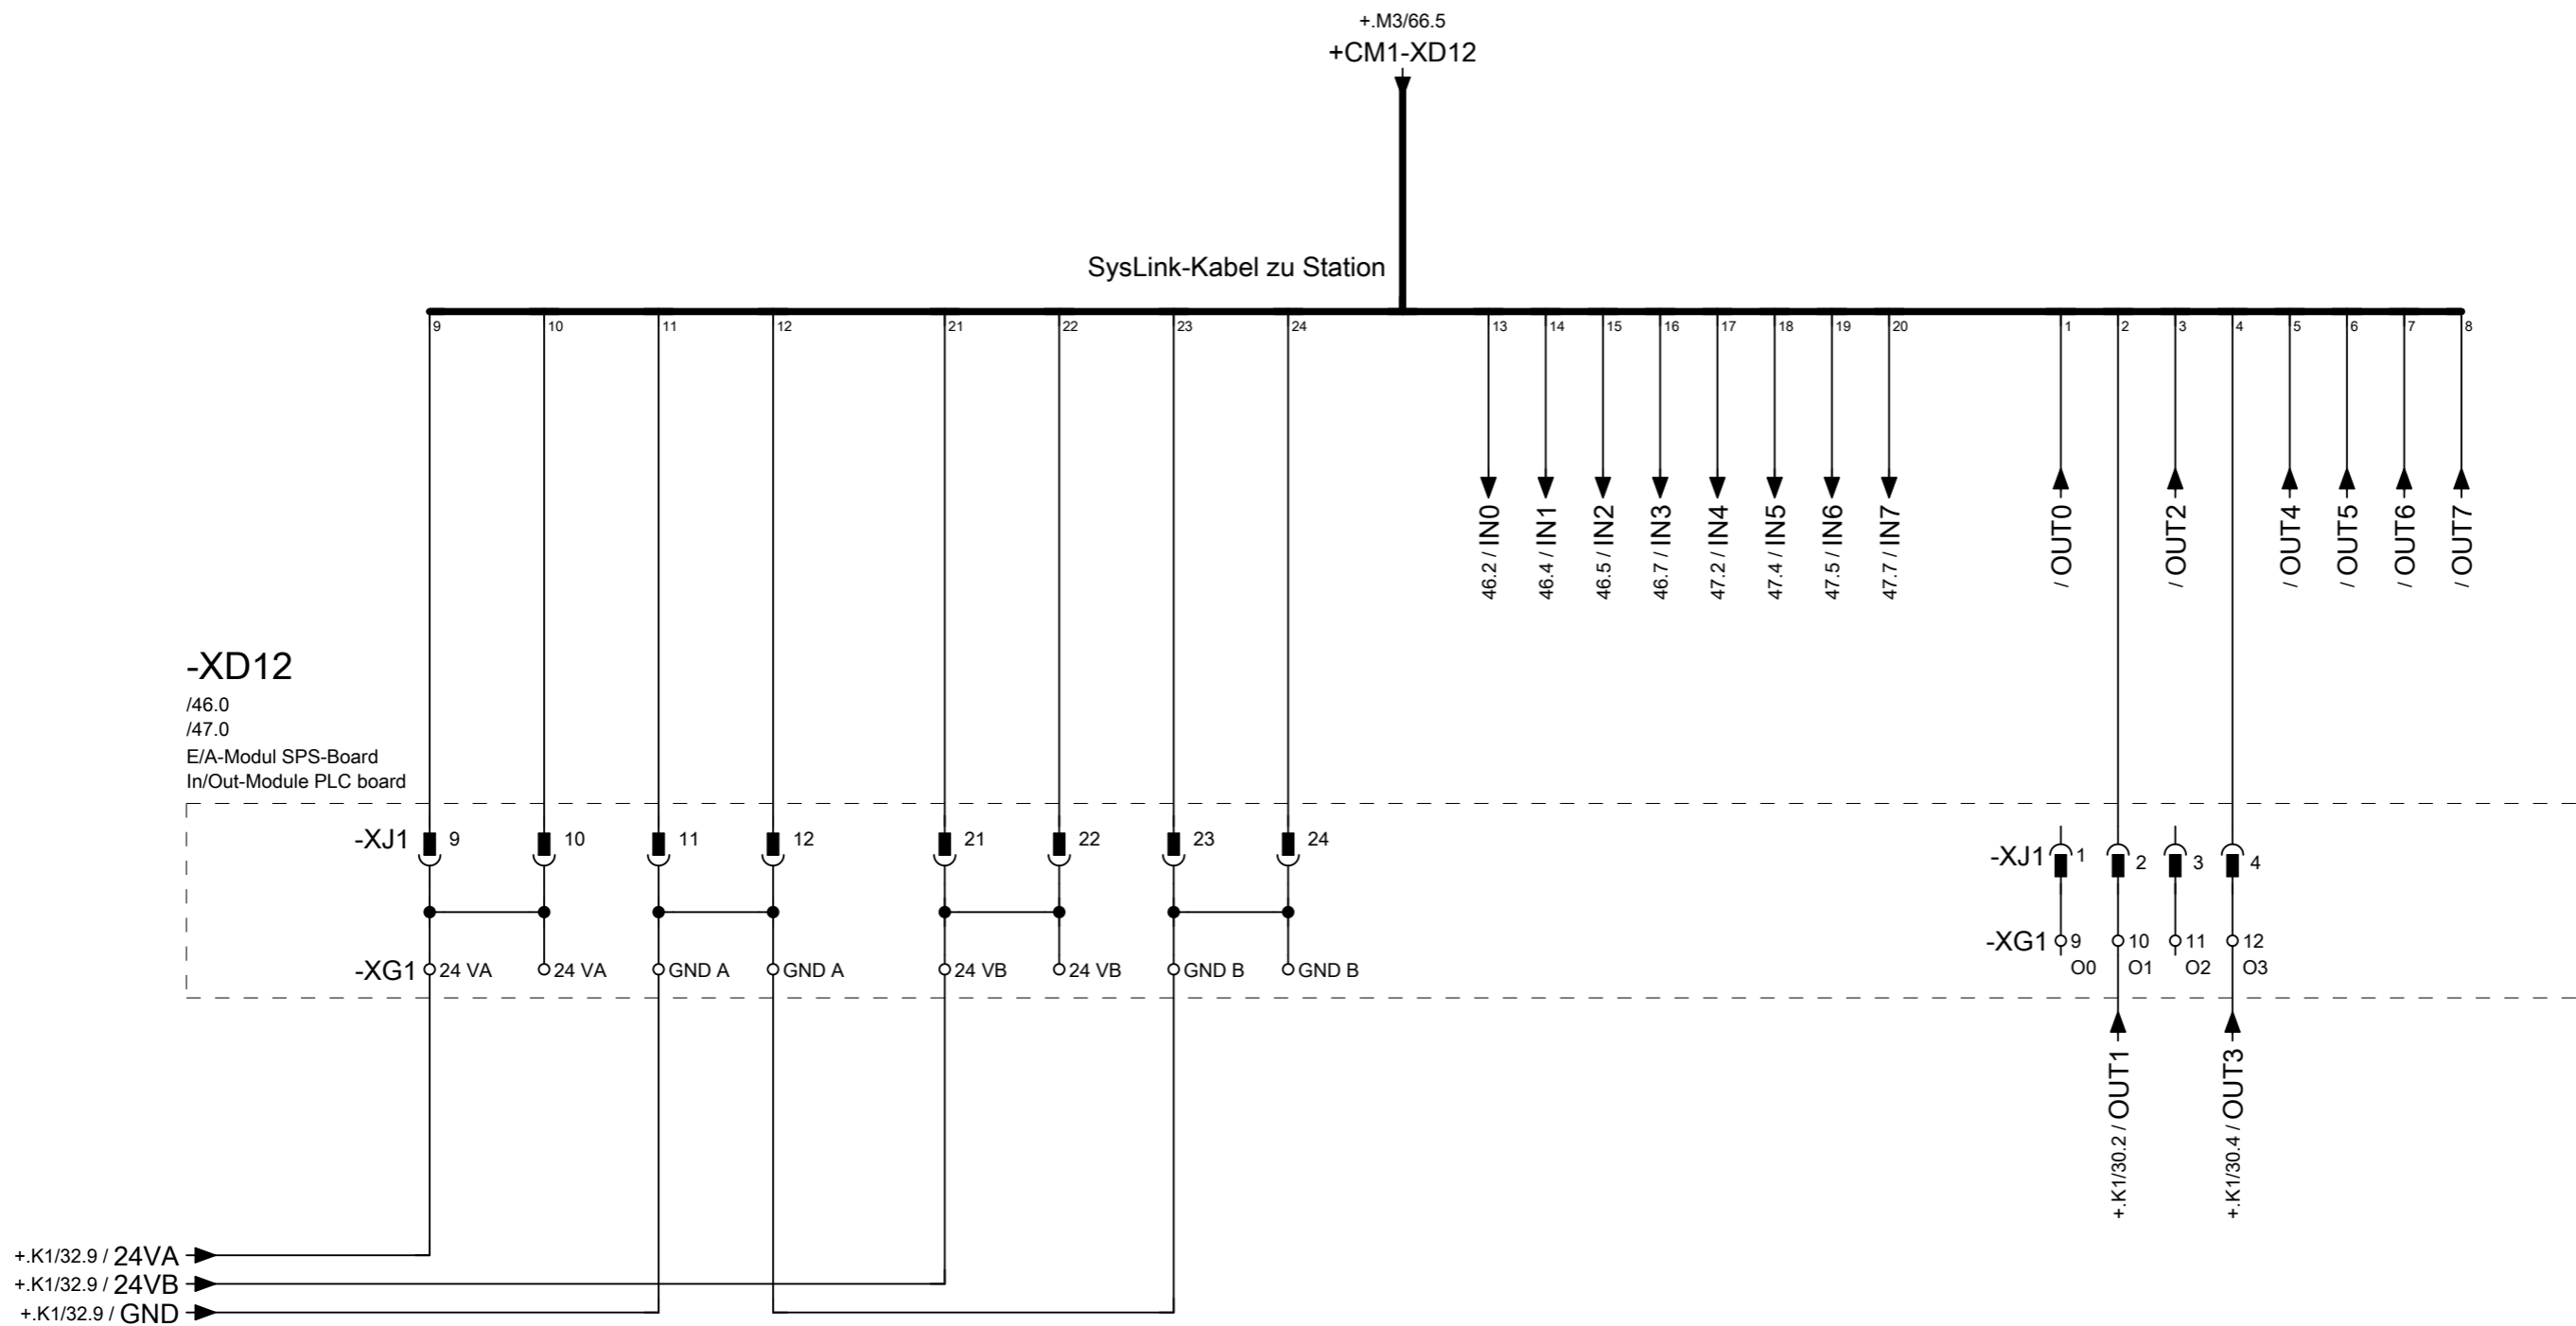 +.M3/66.5
+CM1-XD12
SysLink-Kabel zu Station
9 10 11 12 21 22 23 24 13 14 15 16 17 18 19 20 1 2 3 4 5 6 7 8
46.2 / IN0
46.4 / IN1
46.5 / IN2
46.7 / IN3
47.2 / IN4
47.4 / IN5
47.5 / IN6
47.7 / IN7
/ OUT0
/ OUT2
/ OUT4
/ OUT5
/ OUT6
/ OUT7
-XD12
/46.0
/47.0
E/A-Modul SPS-Board
In/Out-Module PLC board
-XJ1 9 10 11 12 21 22 23 24
-XJ1 1 2 3 4
-XG1 9 10 11 12
O0 O1 O2 O3
-XG1 24 VA 24 VA GND A GND A 24 VB 24 VB GND B GND B
+.K1/30.2 / OUT1
+.K1/30.4 / OUT3
+.K1/32.9 / 24VA
+.K1/32.9 / 24VB
+.K1/32.9 / GND